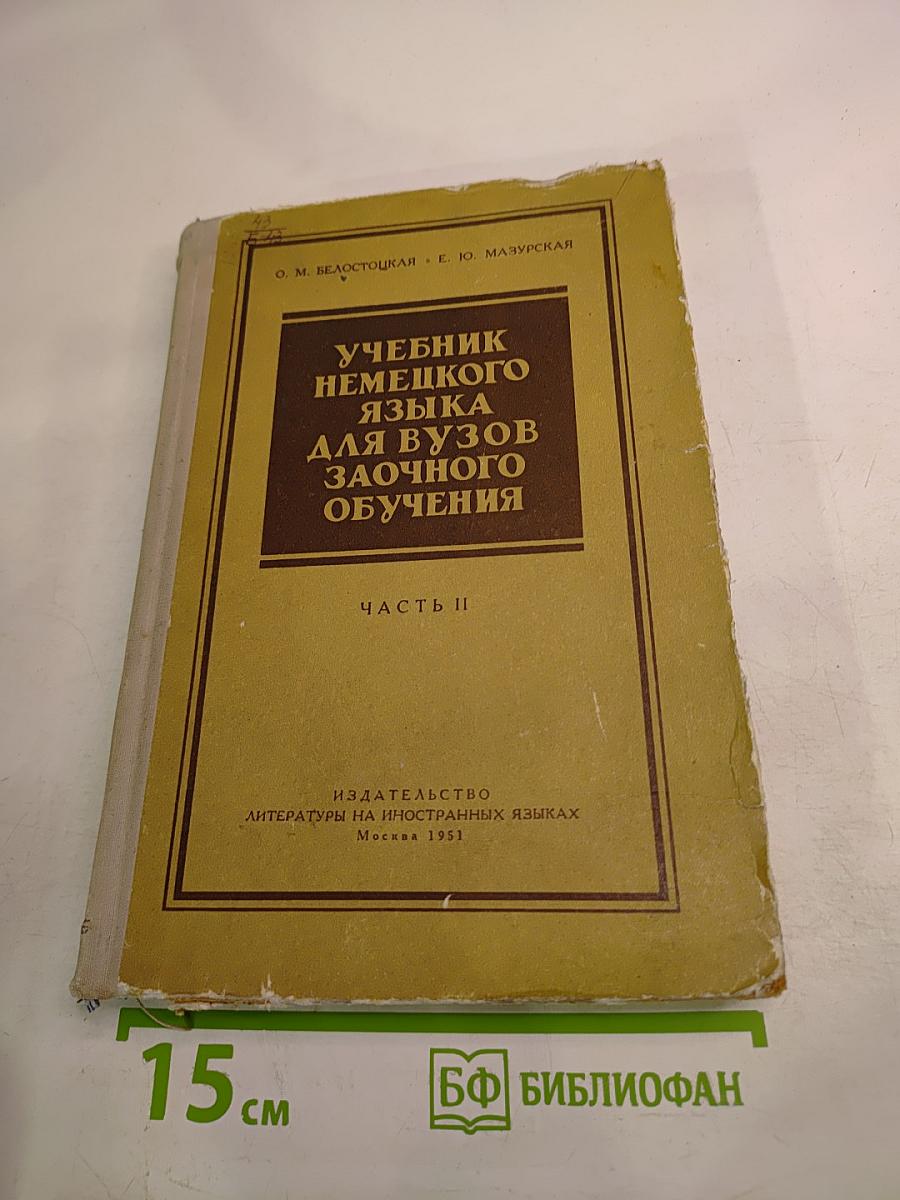 43
О. М. БЕЛОСТОЦКАЯ • Е. Ю. МАЗУРСКАЯ
УЧЕБНИК
НЕМЕЦКОГО
ЯЗЫКА
ДЛЯ ВУЗОВ
ЗАОЧНОГО
ОБУЧЕНИЯ
ЧАСТЬ II
ИЗДАТЕЛЬСТВО
ЛИТЕРАТУРЫ НА ИНОСТРАННЫХ ЯЗЫКАХ
Москва 1951
15 см
БФ БИБЛИОФАН